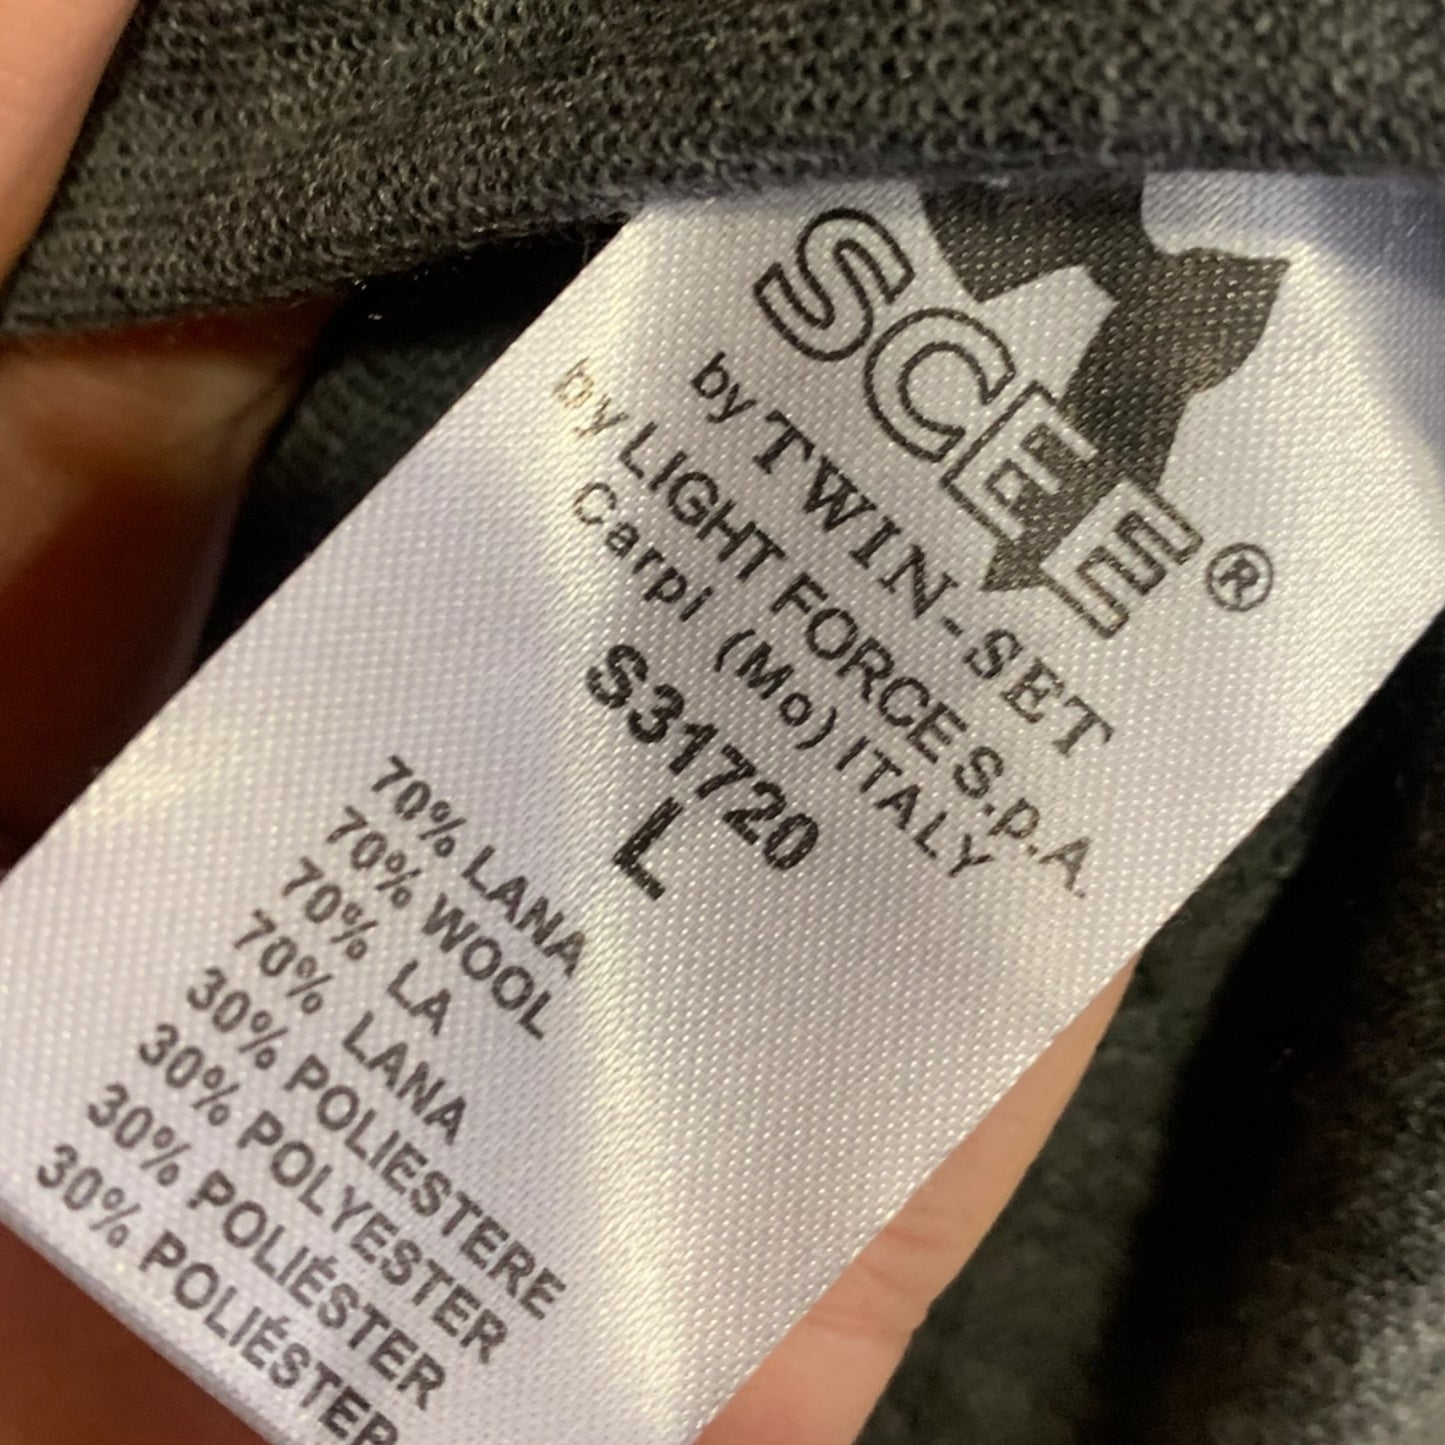 SCEE®
by TWIN-SET
by LIGHT FORCE S.p.A.
Carpi (Mo) ITALY
S31720
L
70% LANA
70% WOOL
70% LA
70% LANA
30% POLIESTERE
30% POLYESTER
30% POLIÉSTER
30% POLIÉSTER